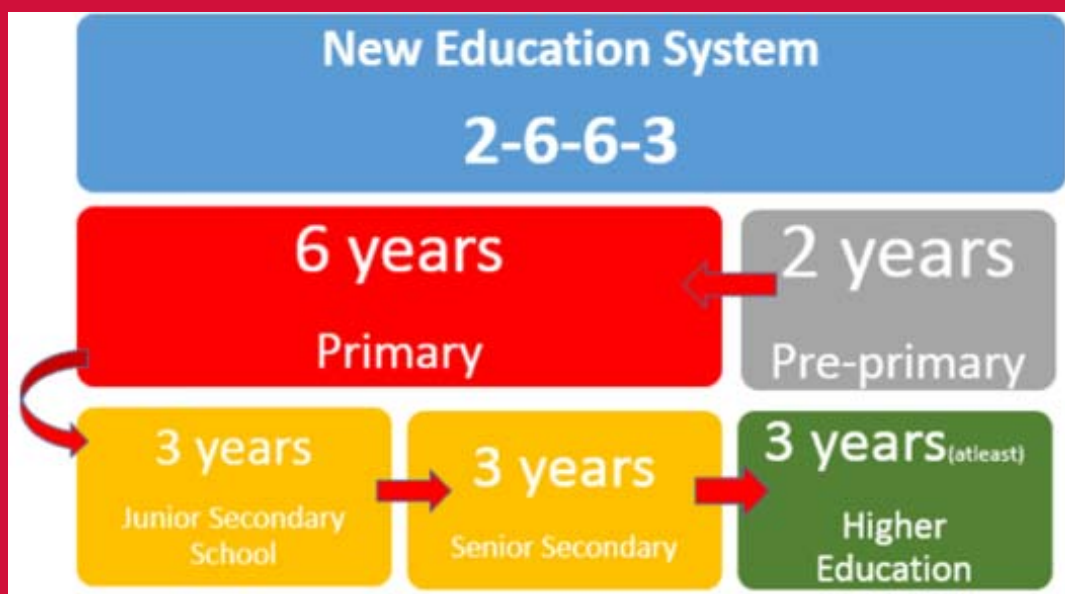 New Education System
2-6-6-3
6 years
Primary
2 years
Pre-primary
3 years
Junior Secondary
School
3 years
Senior Secondary
3 years(atleast)
Higher
Education